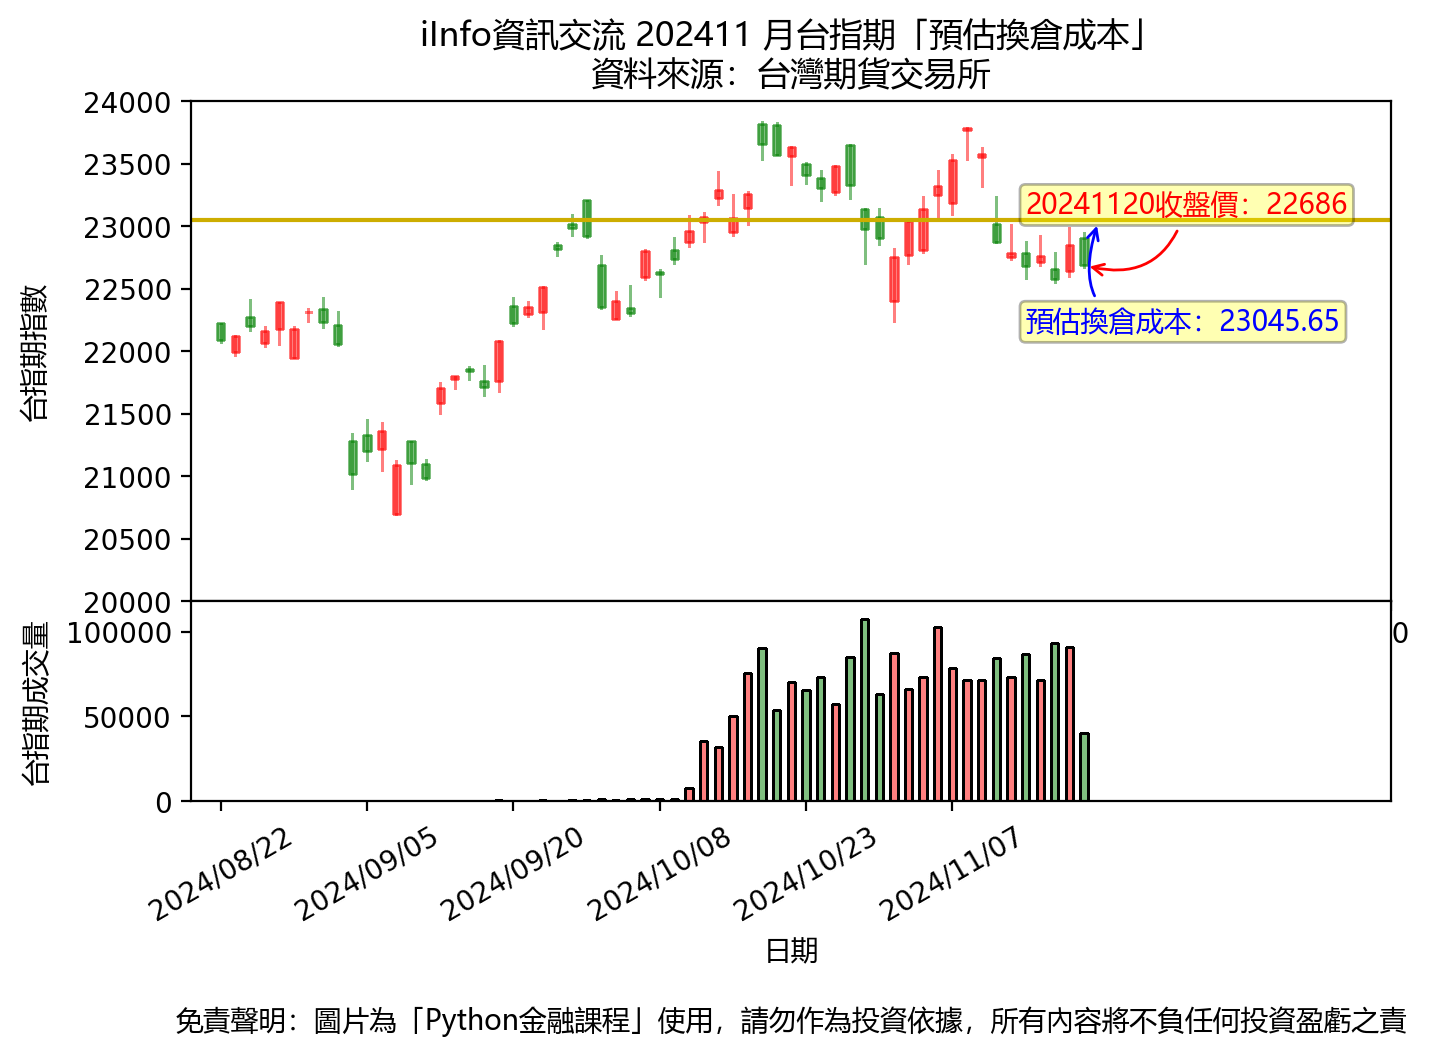 iInfo資訊交流 202411 月台指期「預估換倉成本」
資料來源：台灣期貨交易所
24000
23500
23000
22500
22000
21500
21000
20500
20000
台指期指數
20241120收盤價：22686
預估換倉成本：23045.65
100000
50000
0
0
台指期成交量
2024/08/22
2024/09/05
2024/09/20
2024/10/08
2024/10/23
2024/11/07
日期
免責聲明：圖片為「Python金融課程」使用，請勿作為投資依據，所有內容將不負任何投資盈虧之責